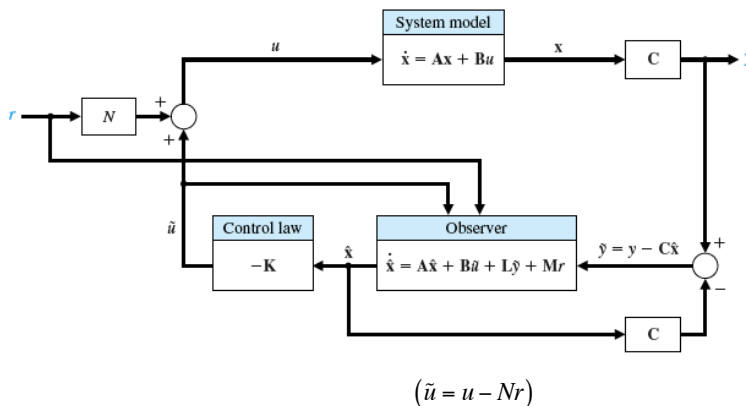 System model
u
ẋ = Ax + Bu
x
C
r
N
+
+
ũ
Control law
−K
x̂
Observer
x̂̇ = Ax̂ + Bũ + Lỹ + Mr
ỹ = y − Cx̂
+
−
C
(ũ = u − Nr)